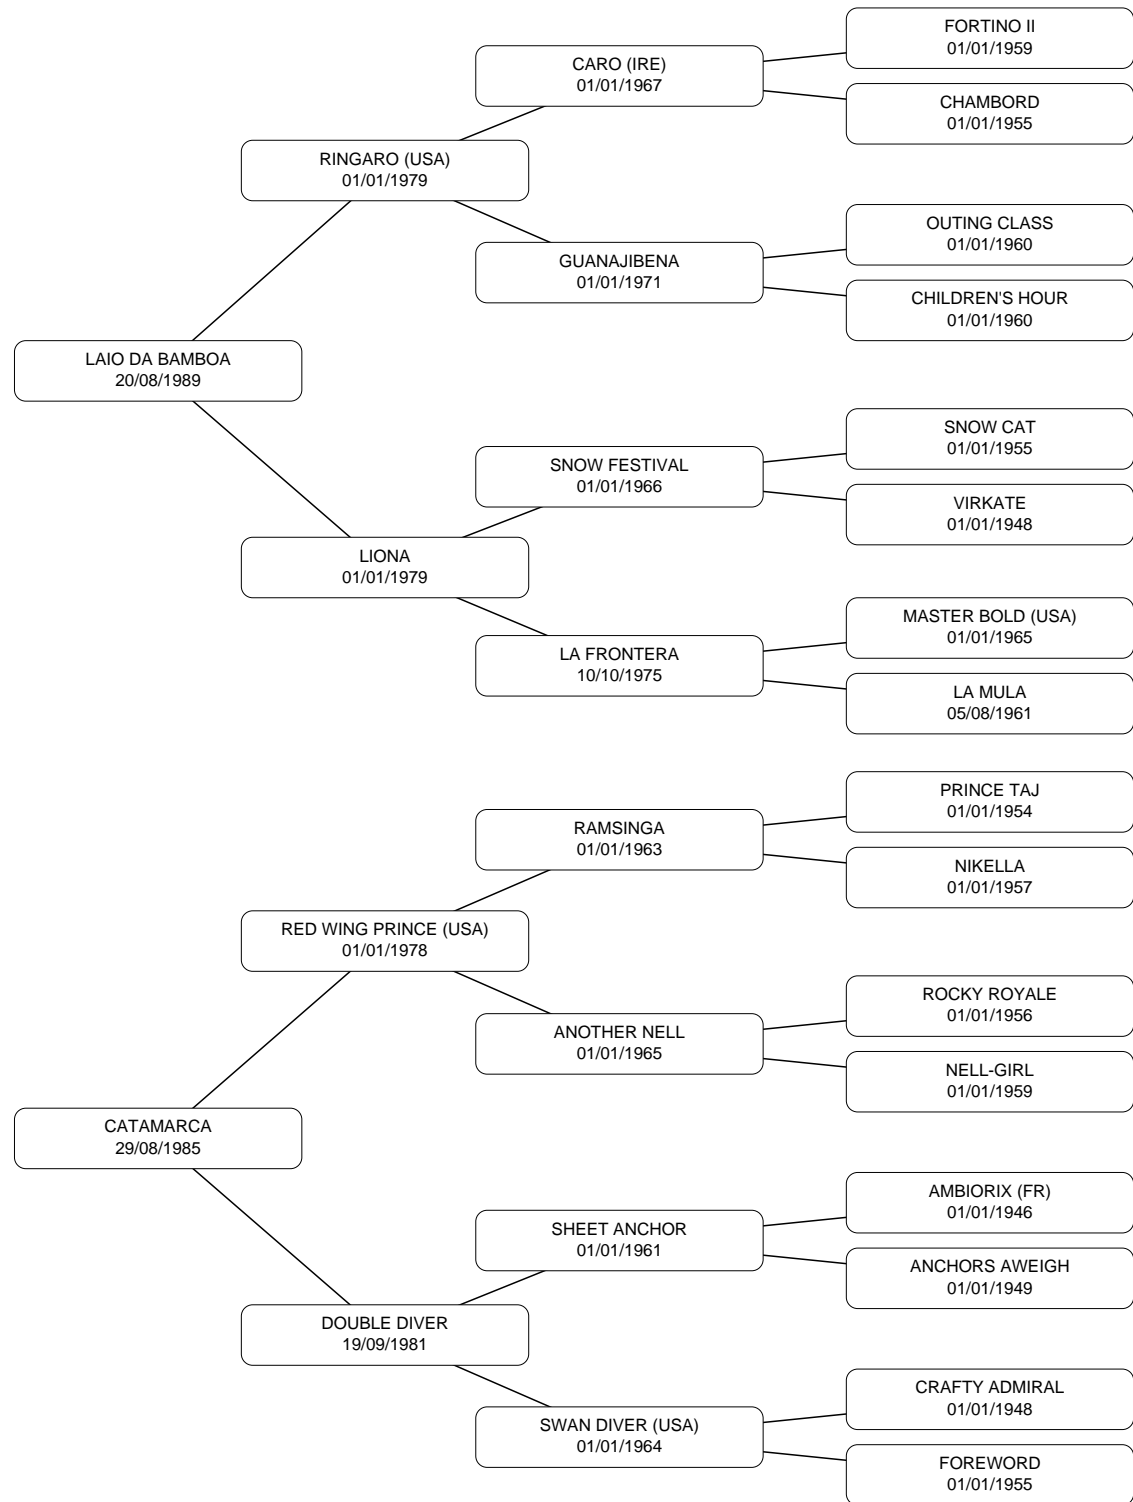 FORTINO II
01/01/1959
CARO (IRE)
01/01/1967
CHAMBORD
01/01/1955
RINGARO (USA)
01/01/1979
OUTING CLASS
01/01/1960
GUANAJIBENA
01/01/1971
CHILDREN'S HOUR
01/01/1960
LAIO DA BAMBOA
20/08/1989
SNOW CAT
01/01/1955
SNOW FESTIVAL
01/01/1966
VIRKATE
01/01/1948
LIONA
01/01/1979
MASTER BOLD (USA)
01/01/1965
LA FRONTERA
10/10/1975
LA MULA
05/08/1961
PRINCE TAJ
01/01/1954
RAMSINGA
01/01/1963
NIKELLA
01/01/1957
RED WING PRINCE (USA)
01/01/1978
ROCKY ROYALE
01/01/1956
ANOTHER NELL
01/01/1965
NELL-GIRL
01/01/1959
CATAMARCA
29/08/1985
AMBIORIX (FR)
01/01/1946
SHEET ANCHOR
01/01/1961
ANCHORS AWEIGH
01/01/1949
DOUBLE DIVER
19/09/1981
CRAFTY ADMIRAL
01/01/1948
SWAN DIVER (USA)
01/01/1964
FOREWORD
01/01/1955